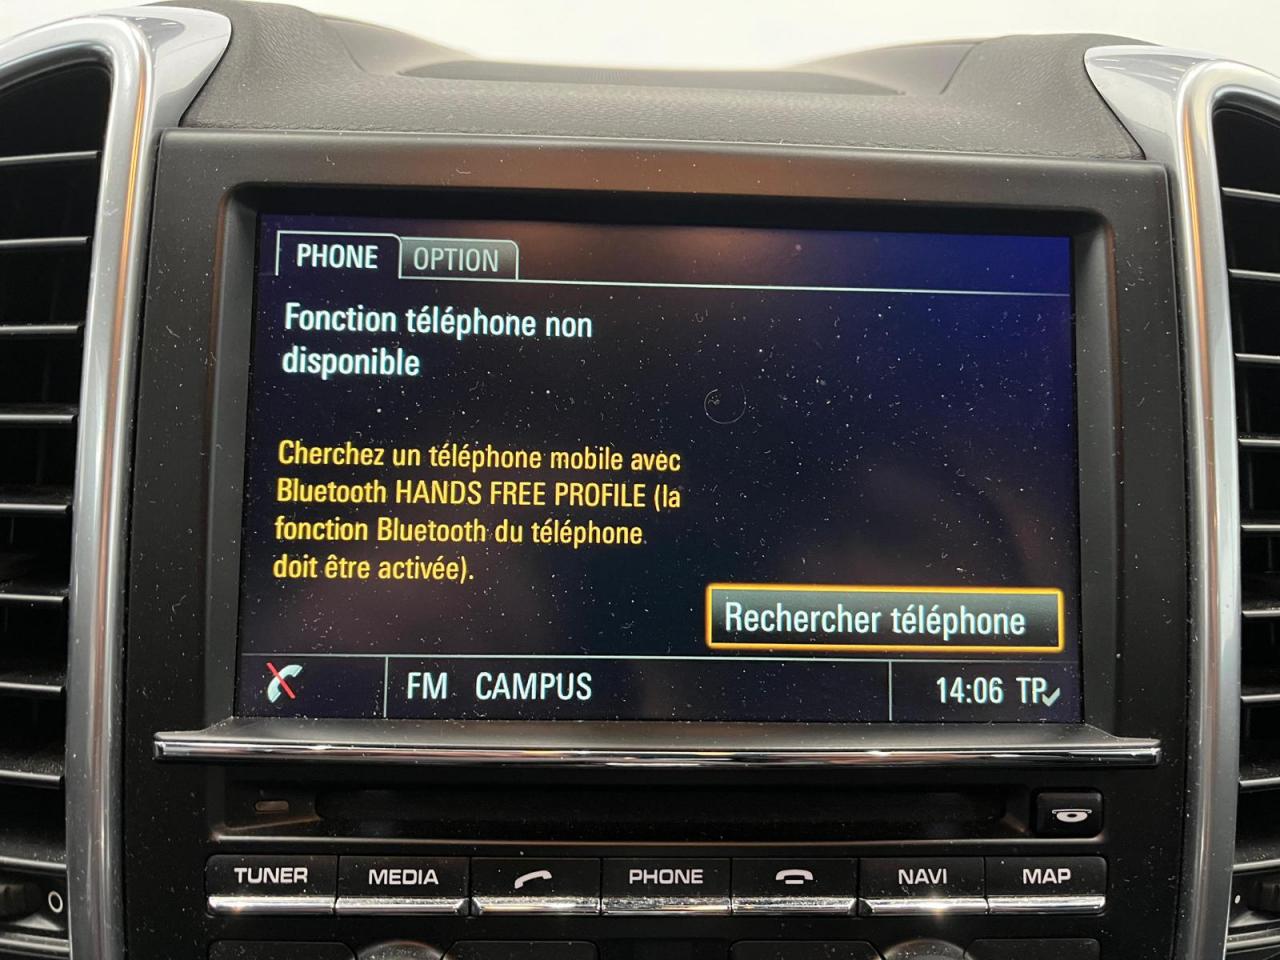 PHONE OPTION
Fonction téléphone non
disponible
Cherchez un téléphone mobile avec
Bluetooth HANDS FREE PROFILE (la
fonction Bluetooth du téléphone
doit être activée).
Rechercher téléphone
FM CAMPUS 14:06 TP✓
TUNER MEDIA PHONE NAVI MAP